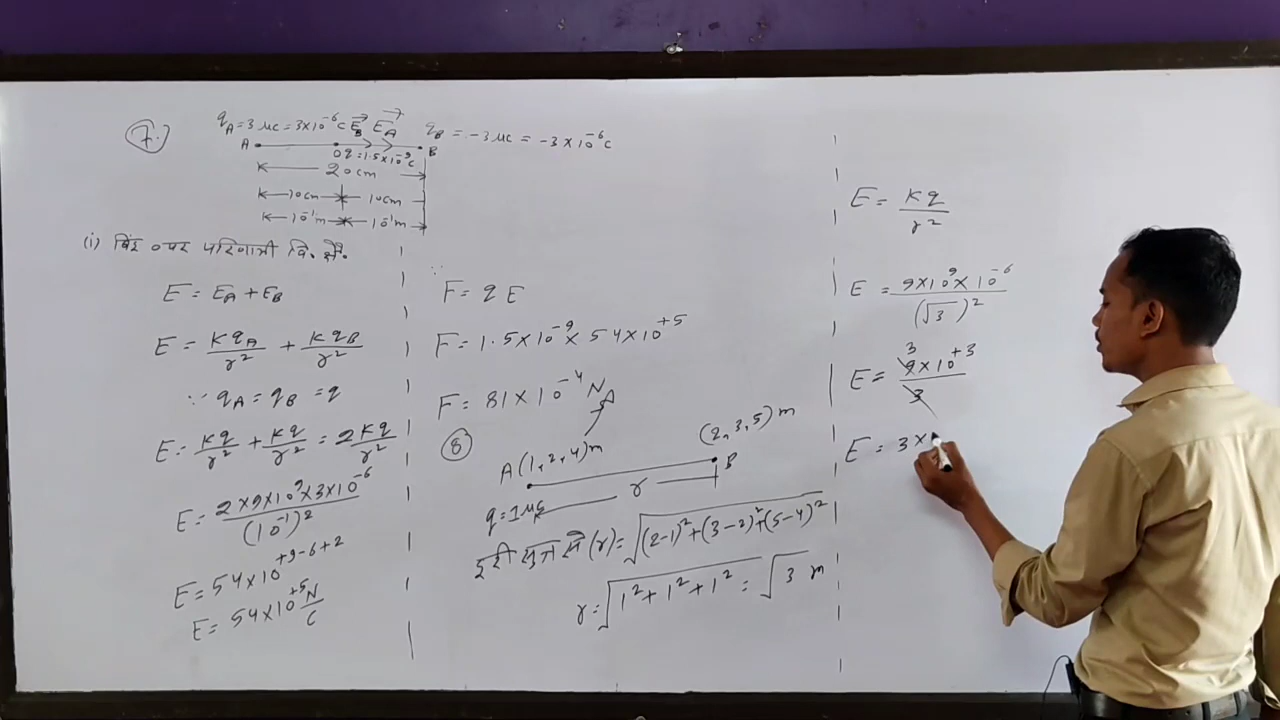 7.
q_A = 3 μC = 3×10⁻⁶ C E_B→ E_A→ q_B = -3 μC = -3×10⁻⁶ C
A O q = 1.5×10⁻⁹ C B
20 cm
10 cm 10 cm
10⁻¹ m 10⁻¹ m
(i) बिंदु O पर परिणामी वि. क्षे.
E = E_A + E_B
E = Kq_A/r² + Kq_B/r²
∵ q_A = q_B = q
E = Kq/r² + Kq/r² = 2Kq/r²
E = 2×9×10⁹×3×10⁻⁶/(10⁻¹)²
E = 54×10⁺⁹⁻⁶⁺²
E = 54×10⁺⁵ N/C
∵
F = qE
F = 1.5×10⁻⁹ × 54×10⁺⁵
F = 81×10⁻⁴ N
8
A(1,2,4)m (2,3,5)m
B
q = 1μC r
दूरी सूत्र से (r) = √((2-1)²+(3-2)²+(5-4)²)
r = √(1²+1²+1²) = √3 m
E = Kq/r²
E = 9×10⁹×10⁻⁶/(√3)²
3
E = 9×10⁺³/3
E = 3×